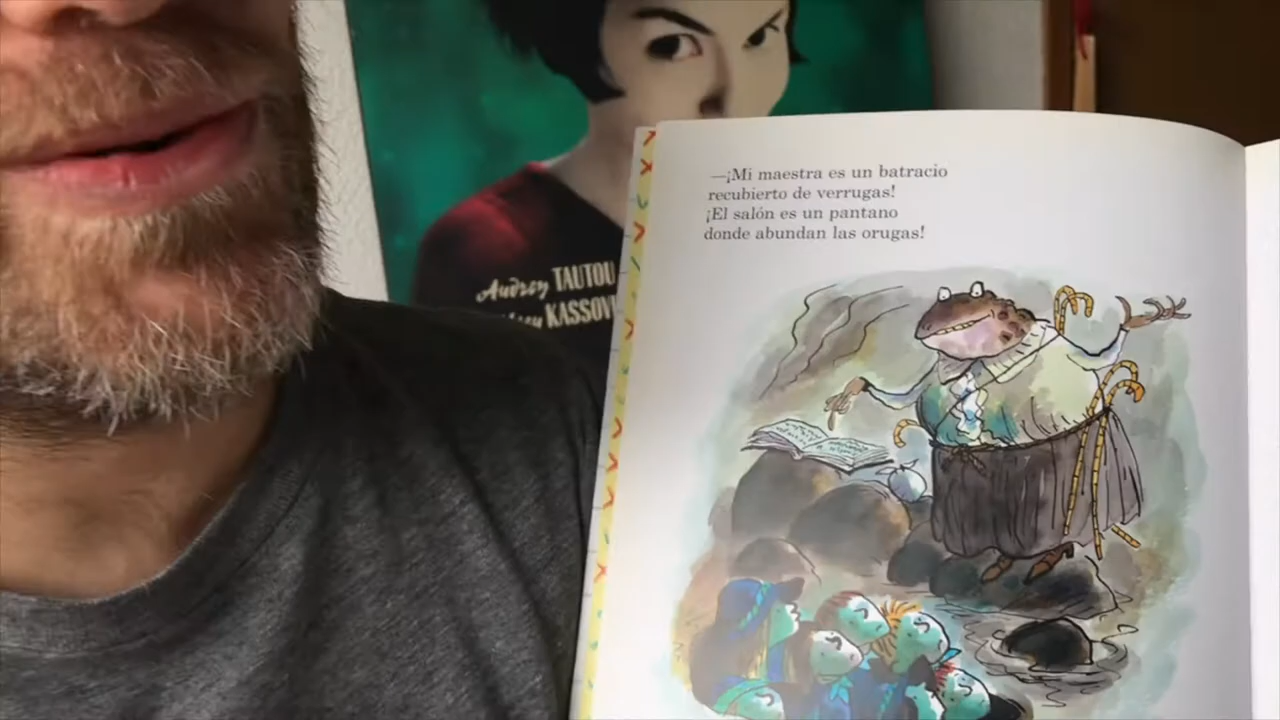 Audrey TAUTOU
KASSOV
—¡Mi maestra es un batracio
recubierto de verrugas!
¡El salón es un pantano
donde abundan las orugas!